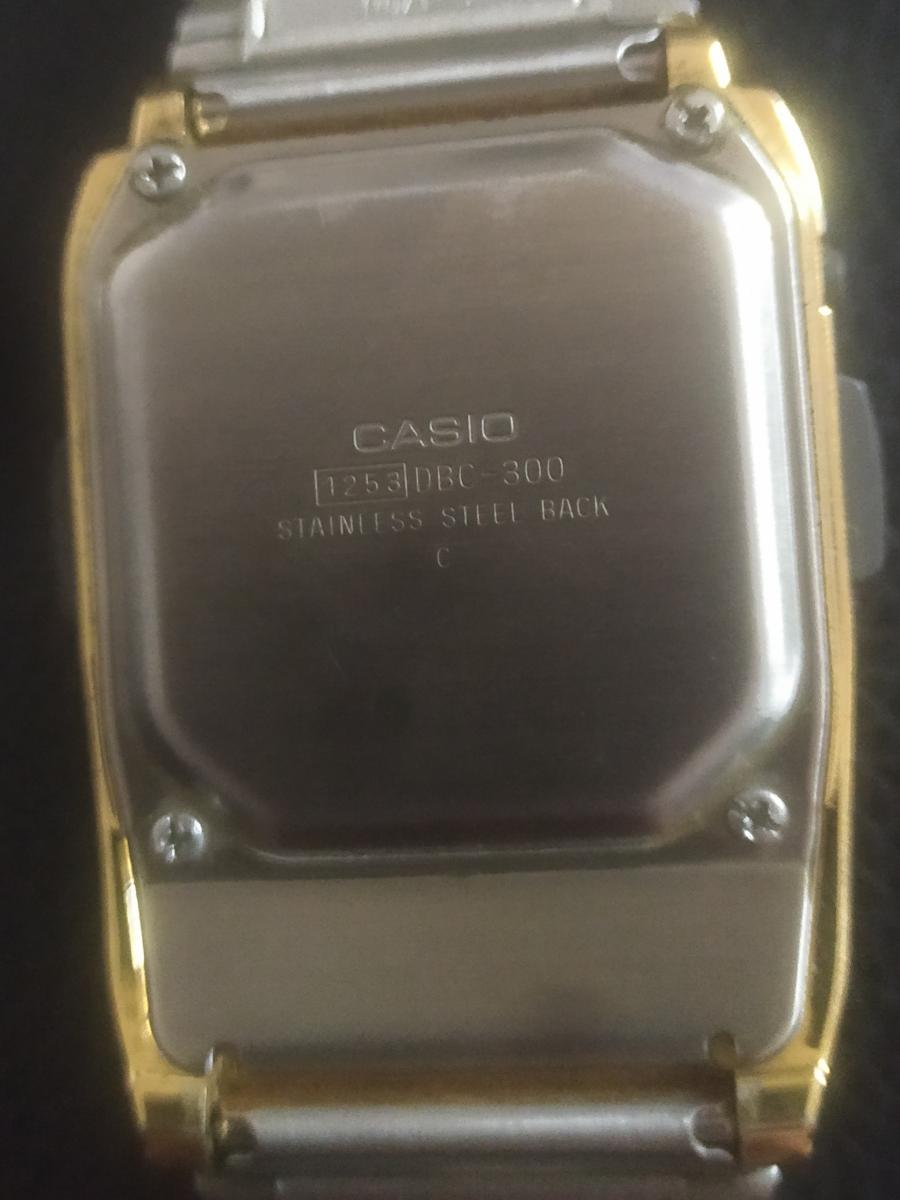 CASIO
1253 DBC-300
STAINLESS STEEL BACK
C